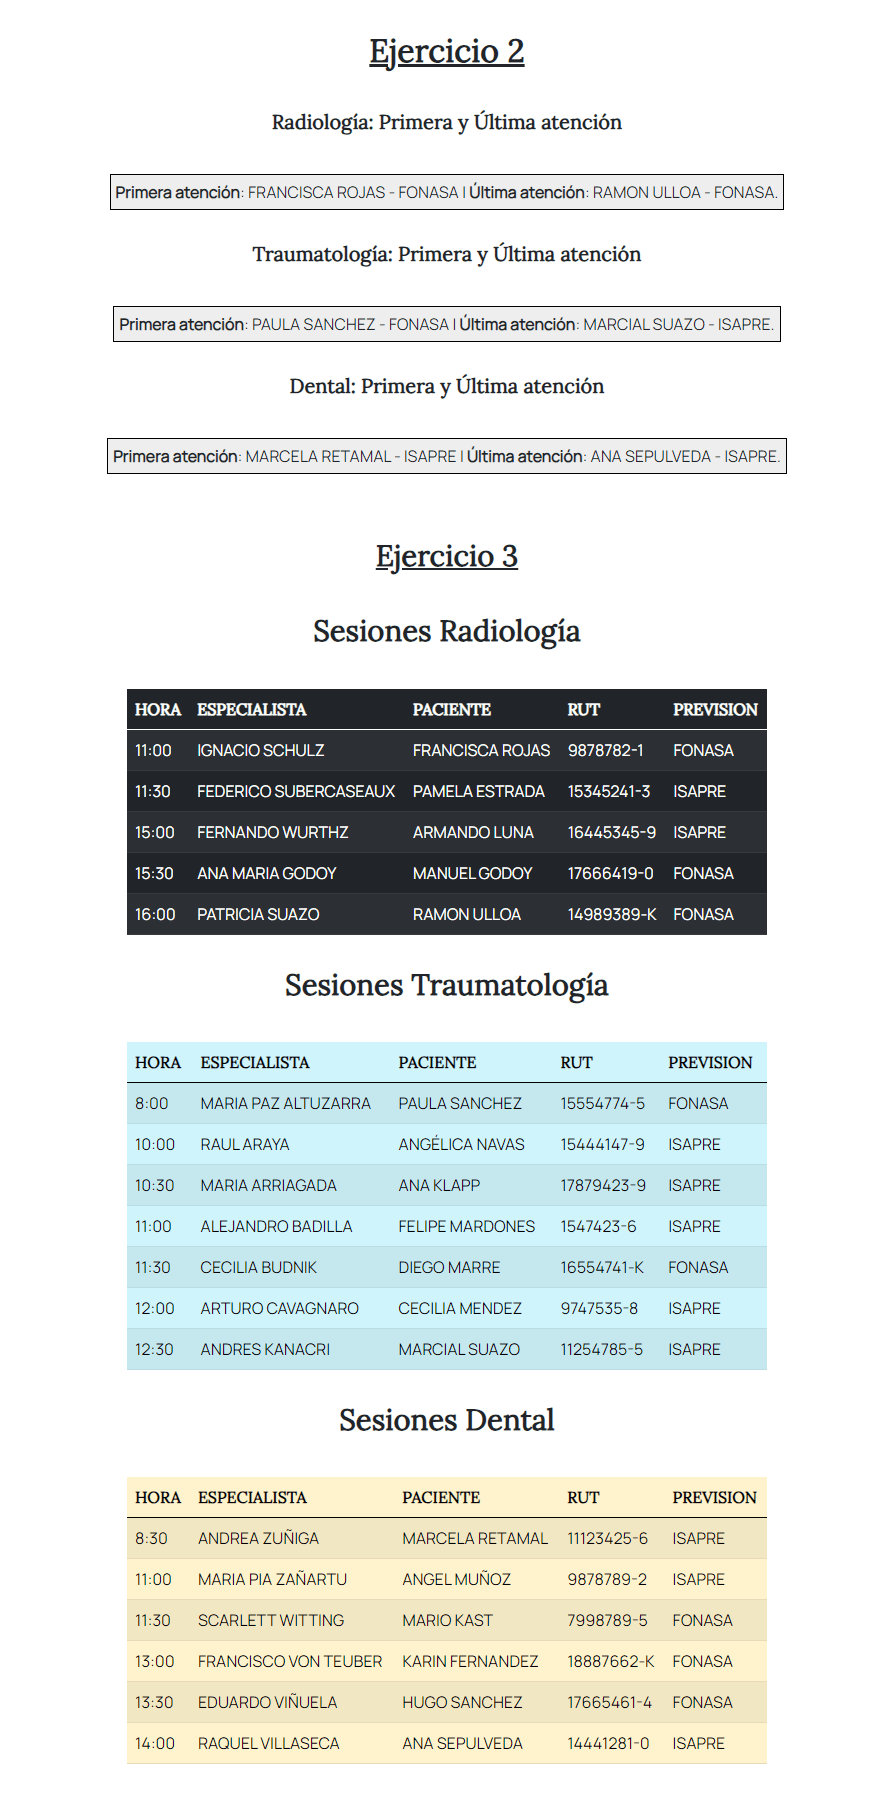 Ejercicio 2
Radiología: Primera y Última atención
Primera atención: FRANCISCA ROJAS - FONASA | Última atención: RAMON ULLOA - FONASA.
Traumatología: Primera y Última atención
Primera atención: PAULA SANCHEZ - FONASA | Última atención: MARCIAL SUAZO - ISAPRE.
Dental: Primera y Última atención
Primera atención: MARCELA RETAMAL - ISAPRE | Última atención: ANA SEPULVEDA - ISAPRE.
Ejercicio 3
Sesiones Radiología
HORA ESPECIALISTA PACIENTE RUT PREVISION
11:00 IGNACIO SCHULZ FRANCISCA ROJAS 9878782-1 FONASA
11:30 FEDERICO SUBERCASEAUX PAMELA ESTRADA 15345241-3 ISAPRE
15:00 FERNANDO WURTHZ ARMANDO LUNA 16445345-9 ISAPRE
15:30 ANA MARIA GODOY MANUEL GODOY 17666419-0 FONASA
16:00 PATRICIA SUAZO RAMON ULLOA 14989389-K FONASA
Sesiones Traumatología
HORA ESPECIALISTA PACIENTE RUT PREVISION
8:00 MARIA PAZ ALTUZARRA PAULA SANCHEZ 15554774-5 FONASA
10:00 RAUL ARAYA ANGÉLICA NAVAS 15444147-9 ISAPRE
10:30 MARIA ARRIAGADA ANA KLAPP 17879423-9 ISAPRE
11:00 ALEJANDRO BADILLA FELIPE MARDONES 1547423-6 ISAPRE
11:30 CECILIA BUDNIK DIEGO MARRE 16554741-K FONASA
12:00 ARTURO CAVAGNARO CECILIA MENDEZ 9747535-8 ISAPRE
12:30 ANDRES KANACRI MARCIAL SUAZO 11254785-5 ISAPRE
Sesiones Dental
HORA ESPECIALISTA PACIENTE RUT PREVISION
8:30 ANDREA ZUÑIGA MARCELA RETAMAL 11123425-6 ISAPRE
11:00 MARIA PIA ZAÑARTU ANGEL MUÑOZ 9878789-2 ISAPRE
11:30 SCARLETT WITTING MARIO KAST 7998789-5 FONASA
13:00 FRANCISCO VON TEUBER KARIN FERNANDEZ 18887662-K FONASA
13:30 EDUARDO VIÑUELA HUGO SANCHEZ 17665461-4 FONASA
14:00 RAQUEL VILLASECA ANA SEPULVEDA 14441281-0 ISAPRE